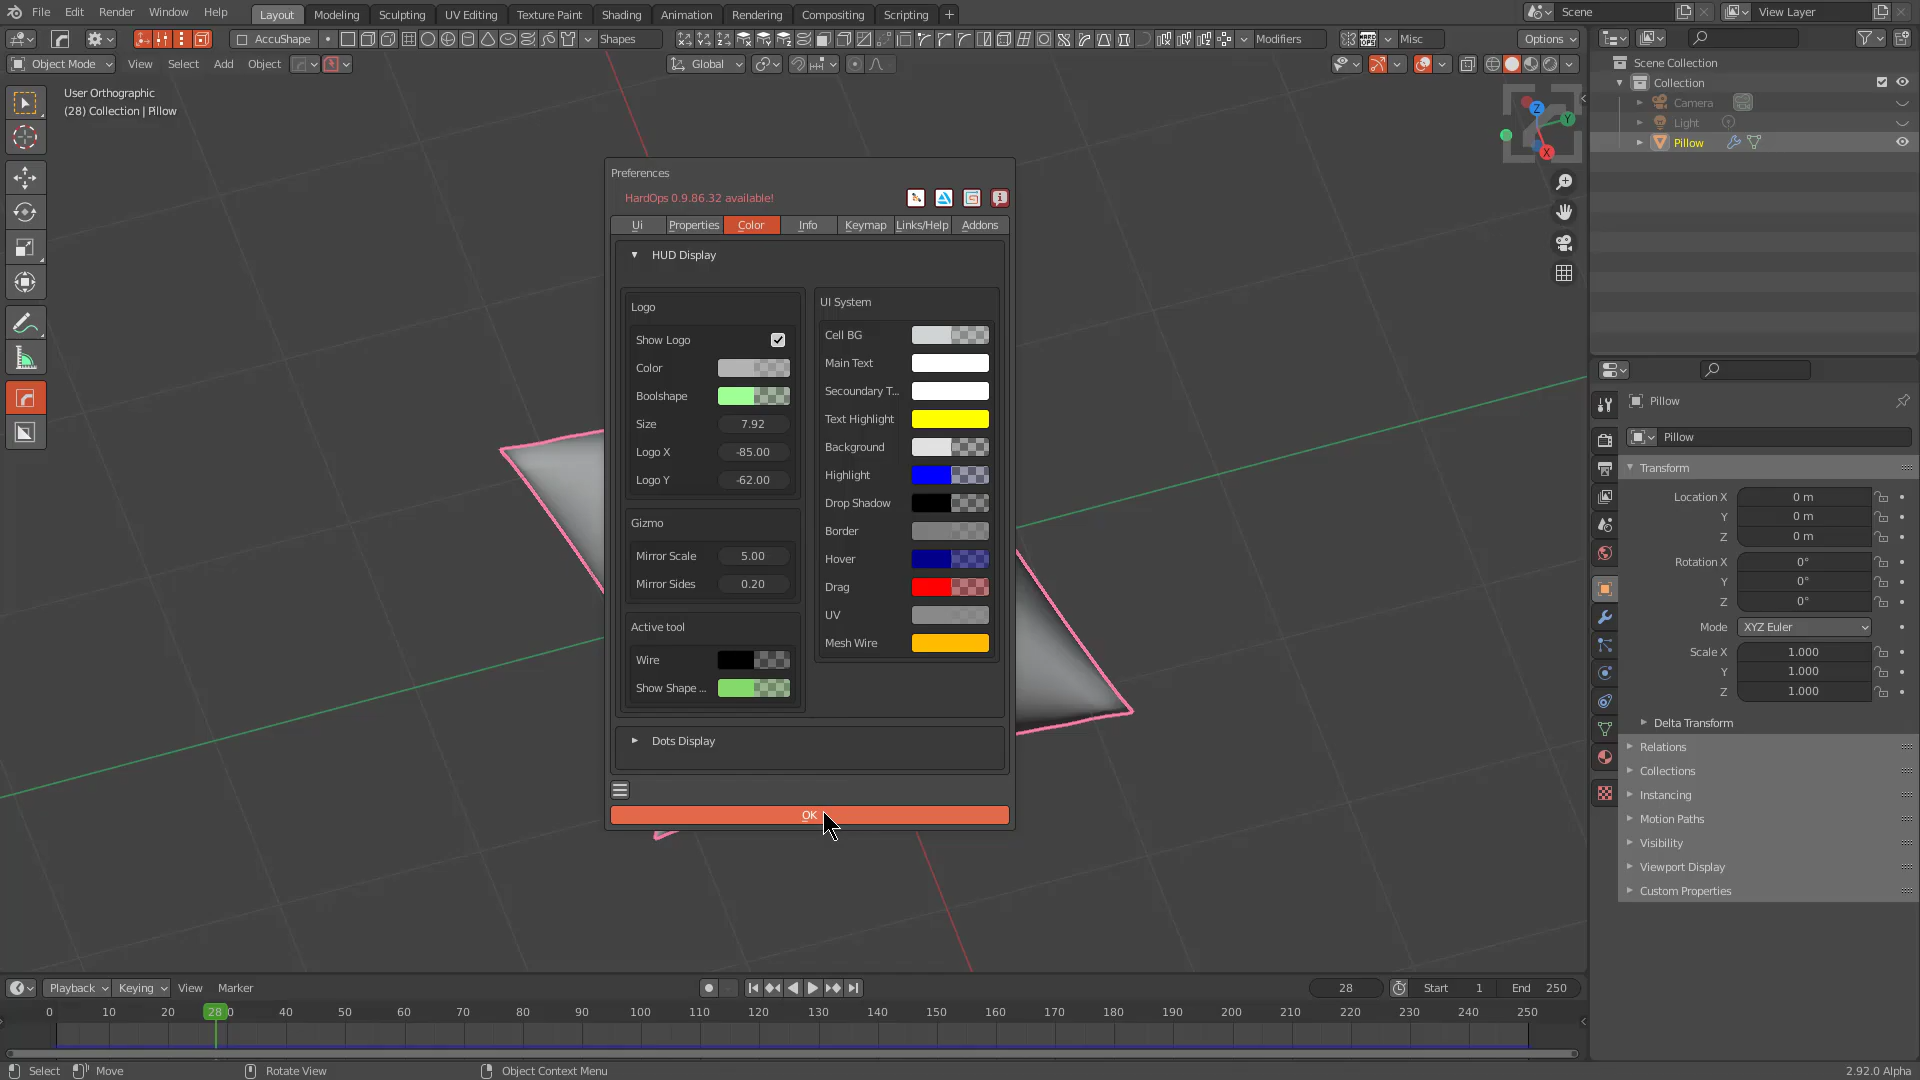 File Edit Render Window Help Layout Modeling Sculpting UV Editing Texture Paint Shading Animation Rendering Compositing Scripting + Scene View Layer
AccuShape Shapes Modifiers Misc Options
Object Mode View Select Add Object Global
User Orthographic
(28) Collection | Pillow
Z
Y
X
Scene Collection
Collection
Camera
Light
Pillow
Preferences
HardOps 0.9.86.32 available!
Ui Properties Color Info Keymap Links/Help Addons
HUD Display
Logo
Show Logo
Color
Boolshape
Size 7.92
Logo X -85.00
Logo Y -62.00
Gizmo
Mirror Scale 5.00
Mirror Sides 0.20
Active tool
Wire
Show Shape ...
UI System
Cell BG
Main Text
Secoundary T...
Text Highlight
Background
Highlight
Drop Shadow
Border
Hover
Drag
UV
Mesh Wire
Dots Display
OK
Pillow
Pillow
Transform
Location X 0 m
Y 0 m
Z 0 m
Rotation X 0°
Y 0°
Z 0°
Mode XYZ Euler
Scale X 1.000
Y 1.000
Z 1.000
Delta Transform
Relations
Collections
Instancing
Motion Paths
Visibility
Viewport Display
Custom Properties
Playback Keying View Marker 28 Start 1 End 250
0 10 20 28 0 40 50 60 70 80 90 100 110 120 130 140 150 160 170 180 190 200 210 220 230 240 250
Select Move Rotate View Object Context Menu 2.92.0 Alpha